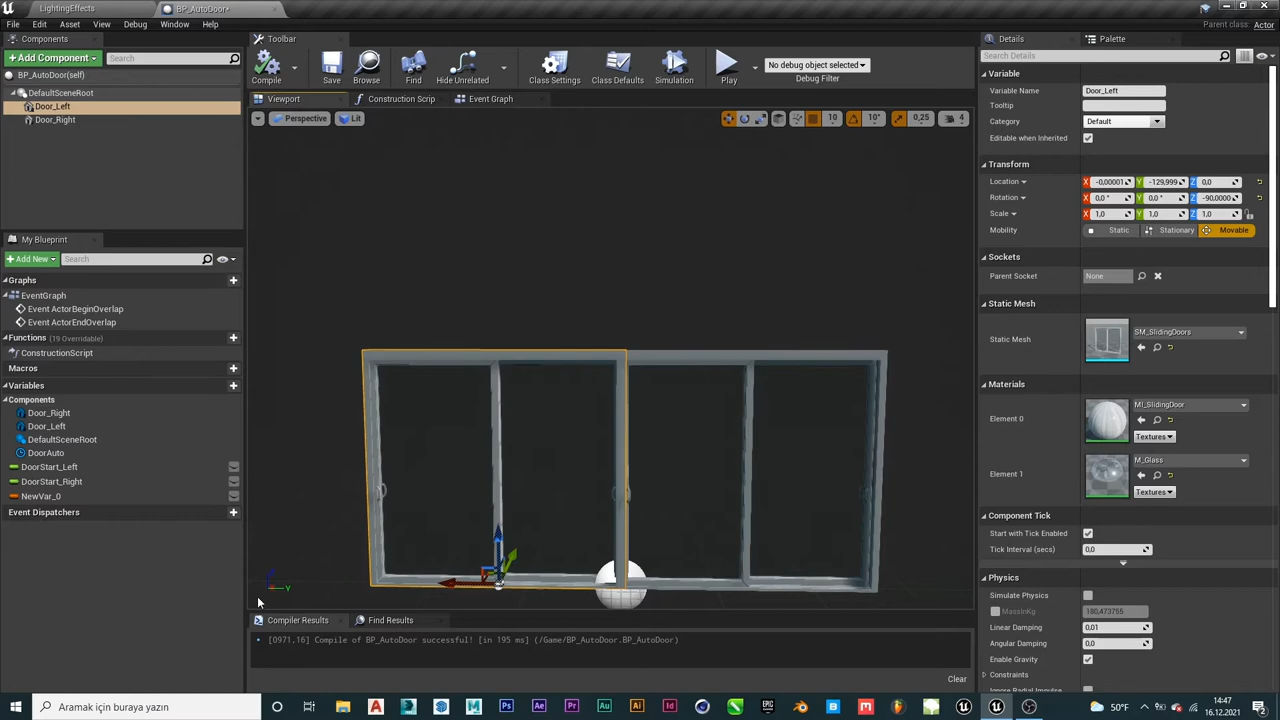 LightingEffects
BP_AutoDoor*
File Edit Asset View Debug Window Help
Parent class: Actor
Components
Toolbar
Details
Palette
+Add Component
Search
Search Details
BP_AutoDoor(self)
DefaultSceneRoot
Door_Left
Door_Right
Compile
Save
Browse
Find
Hide Unrelated
Class Settings
Class Defaults
Simulation
Play
No debug object selected
Debug Filter
Viewport
Construction Scrip
Event Graph
Perspective
Lit
10
10°
0,25
4
Variable
Variable Name
Door_Left
Tooltip
Category
Default
Editable when Inherited
Transform
Location
X -0,00001
Y -129,999
Z 0,0
Rotation
X 0,0 °
Y 0,0 °
Z -90,0000
Scale
X 1,0
Y 1,0
Z 1,0
Mobility
Static
Stationary
Movable
Sockets
Parent Socket
None
Static Mesh
Static Mesh
SM_SlidingDoors
Materials
Element 0
MI_SlidingDoor
Textures
Element 1
M_Glass
Textures
Component Tick
Start with Tick Enabled
Tick Interval (secs)
0,0
Physics
Simulate Physics
MassInKg
180,473755
Linear Damping
0,01
Angular Damping
0,0
Enable Gravity
Constraints
Ignore Radial Impulse
My Blueprint
+Add New
Search
Graphs
EventGraph
Event ActorBeginOverlap
Event ActorEndOverlap
Functions (19 Overridable)
ConstructionScript
Macros
Variables
Components
Door_Right
Door_Left
DefaultSceneRoot
DoorAuto
DoorStart_Left
DoorStart_Right
NewVar_0
Event Dispatchers
Z
Y
Compiler Results
Find Results
[0971,16] Compile of BP_AutoDoor successful! [in 195 ms] (/Game/BP_AutoDoor.BP_AutoDoor)
Clear
Aramak için buraya yazın
50°F
14:47
16.12.2021